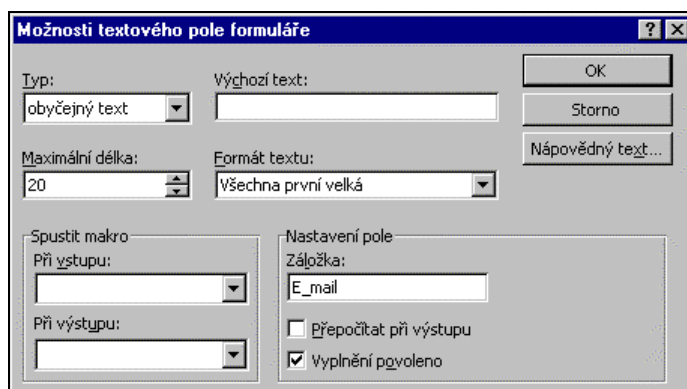 Možnosti textového pole formuláře
Typ:
Výchozí text:
OK
obyčejný text
Storno
Maximální délka:
Formát textu:
Nápovědný text...
20
Všechna první velká
Spustit makro
Nastavení pole
Při vstupu:
Záložka:
E_mail
Při výstupu:
Přepočítat při výstupu
Vyplnění povoleno